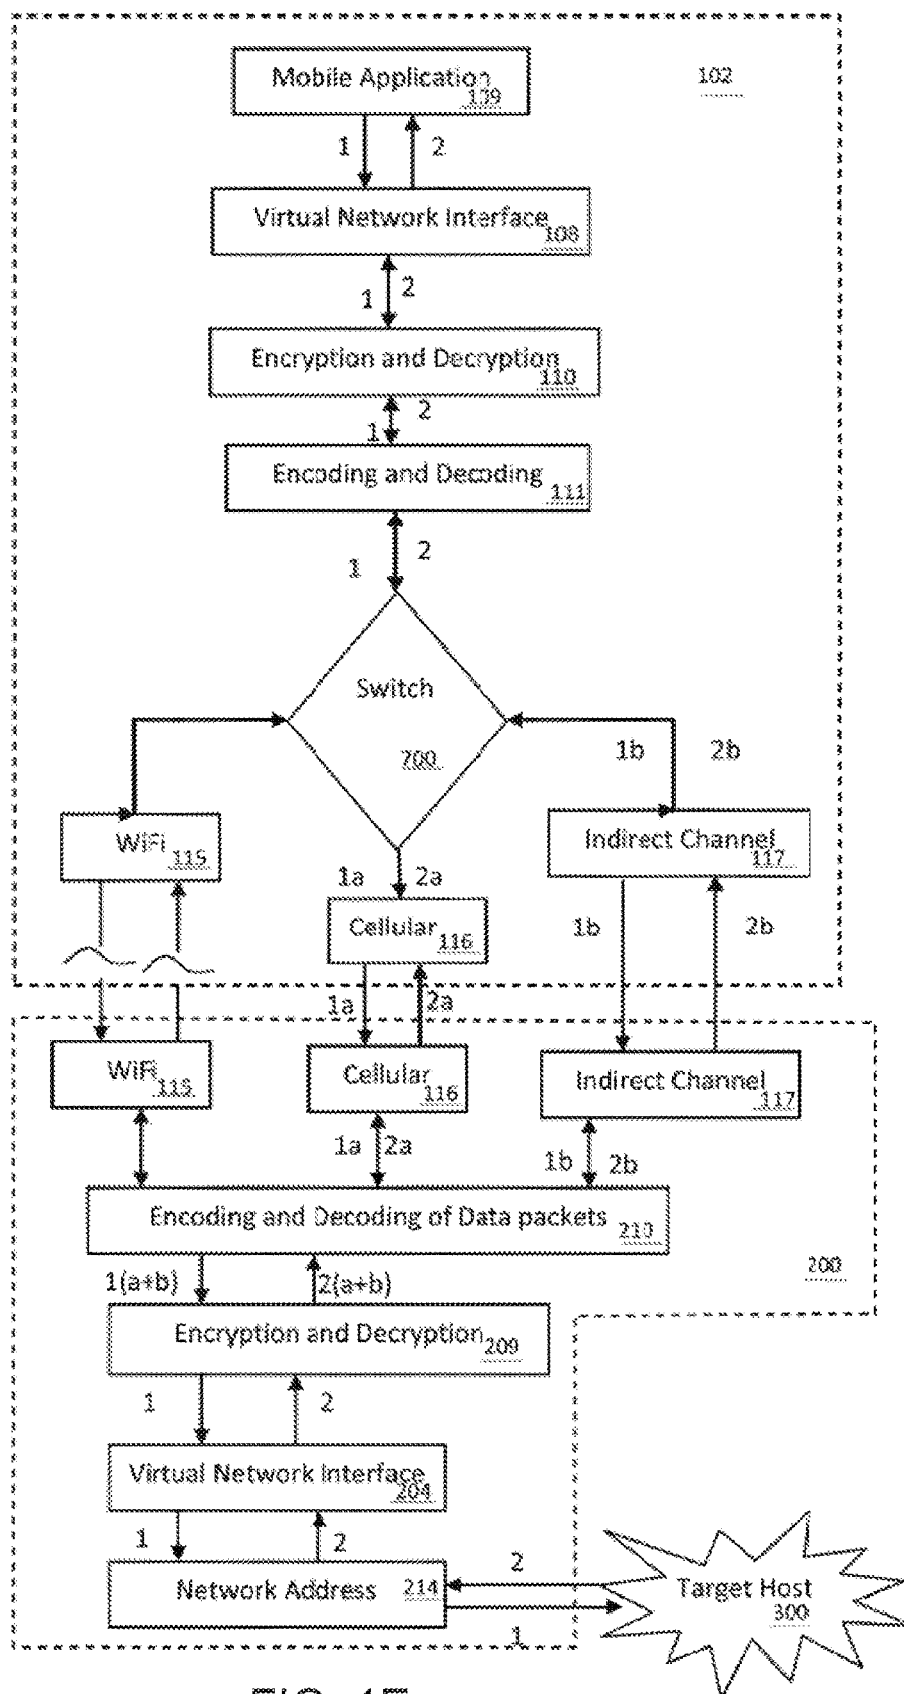 102
Mobile Application
109
1
2
Virtual Network Interface
108
1
2
Encryption and Decryption
110
1
2
Encoding and Decoding
111
1
2
Switch
700
1b
2b
WiFi
115
Indirect Channel
117
1a
2a
Cellular
116
1b
2b
1a
2a
WiFi
115
Cellular
116
Indirect Channel
117
1a
2a
1b
2b
Encoding and Decoding of Data packets
210
200
1(a+b)
2(a+b)
Encryption and Decryption
209
1
2
Virtual Network Interface
204
1
2
Network Address
214
2
1
Target Host
300